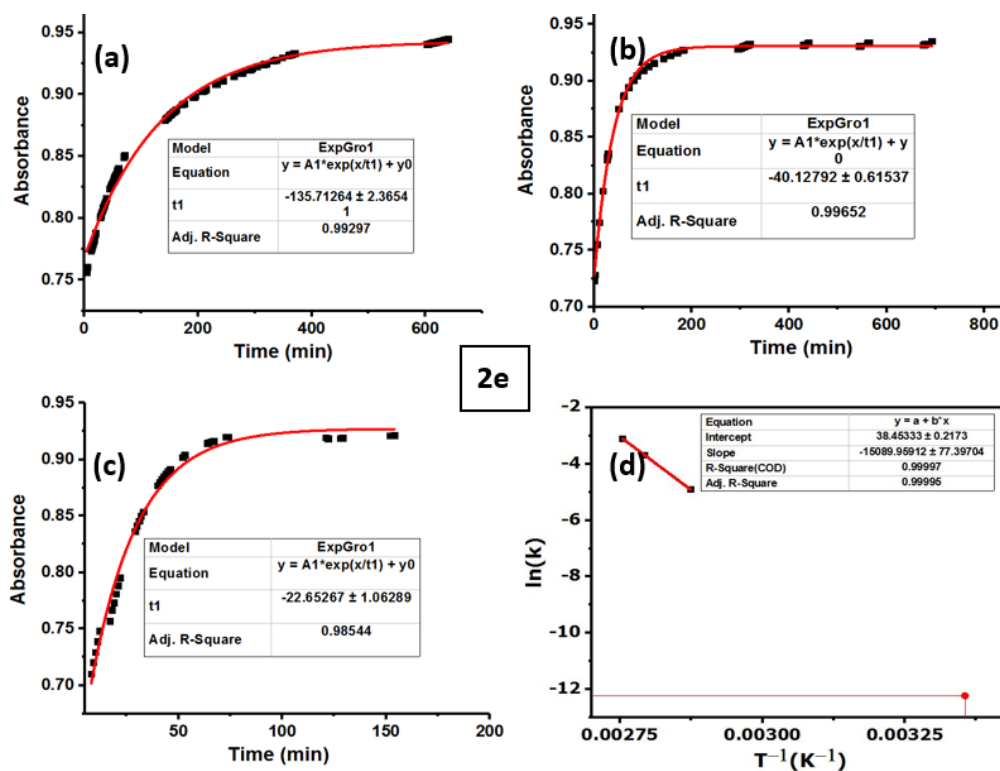 (a)
0.95
0.90
0.85
0.80
0.75
Absorbance
Model ExpGro1
Equation y = A1*exp(x/t1) + y0
t1 -135.71264 ± 2.3654
1
Adj. R-Square 0.99297
0 200 400 600
Time (min)
(b)
0.95
0.90
0.85
0.80
0.75
0.70
Absorbance
Model ExpGro1
Equation y = A1*exp(x/t1) + y
0
t1 -40.12792 ± 0.61537
Adj. R-Square 0.99652
0 200 400 600 800
Time (min)
2e
(c)
0.95
0.90
0.85
0.80
0.75
0.70
Absorbance
Model ExpGro1
Equation y = A1*exp(x/t1) + y0
t1 -22.65267 ± 1.06289
Adj. R-Square 0.98544
50 100 150 200
Time (min)
(d)
-2
-4
-6
-8
-10
-12
ln(k)
Equation y = a + b*x
Intercept 38.45333 ± 0.2173
Slope -15089.95912 ± 77.39704
R-Square(COD) 0.99997
Adj. R-Square 0.99995
0.00275 0.00300 0.00325
T⁻¹(K⁻¹)